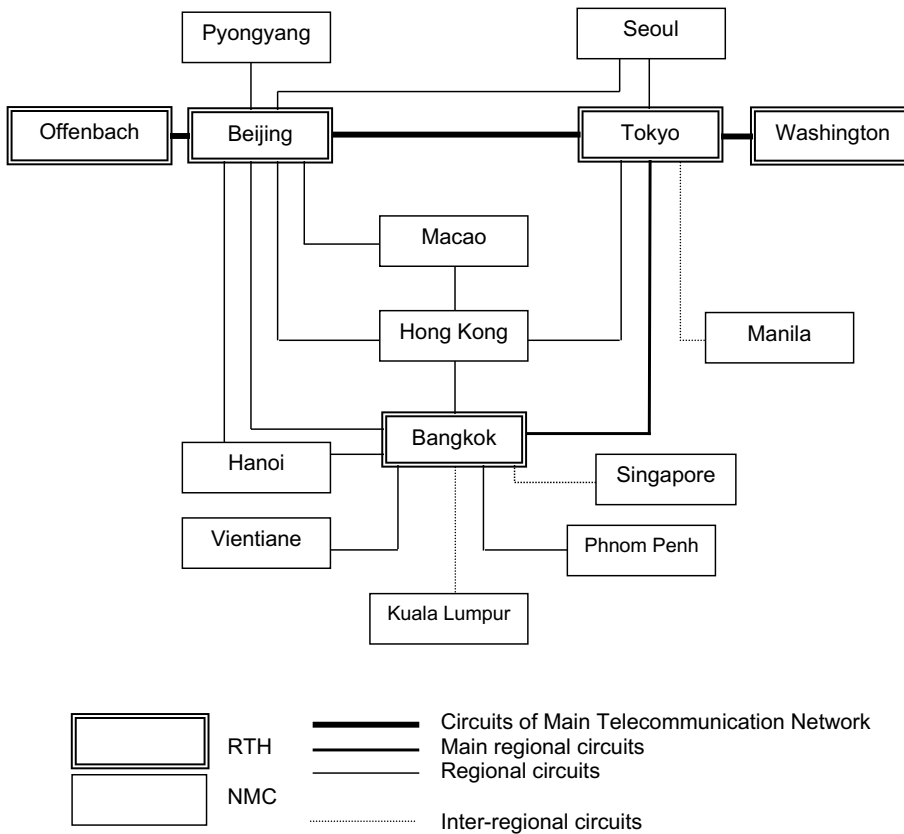 Pyongyang
Seoul
Offenbach
Beijing
Tokyo
Washington
Macao
Hong Kong
Manila
Bangkok
Hanoi
Singapore
Vientiane
Phnom Penh
Kuala Lumpur
Circuits of Main Telecommunication Network
RTH
Main regional circuits
Regional circuits
NMC
Inter-regional circuits